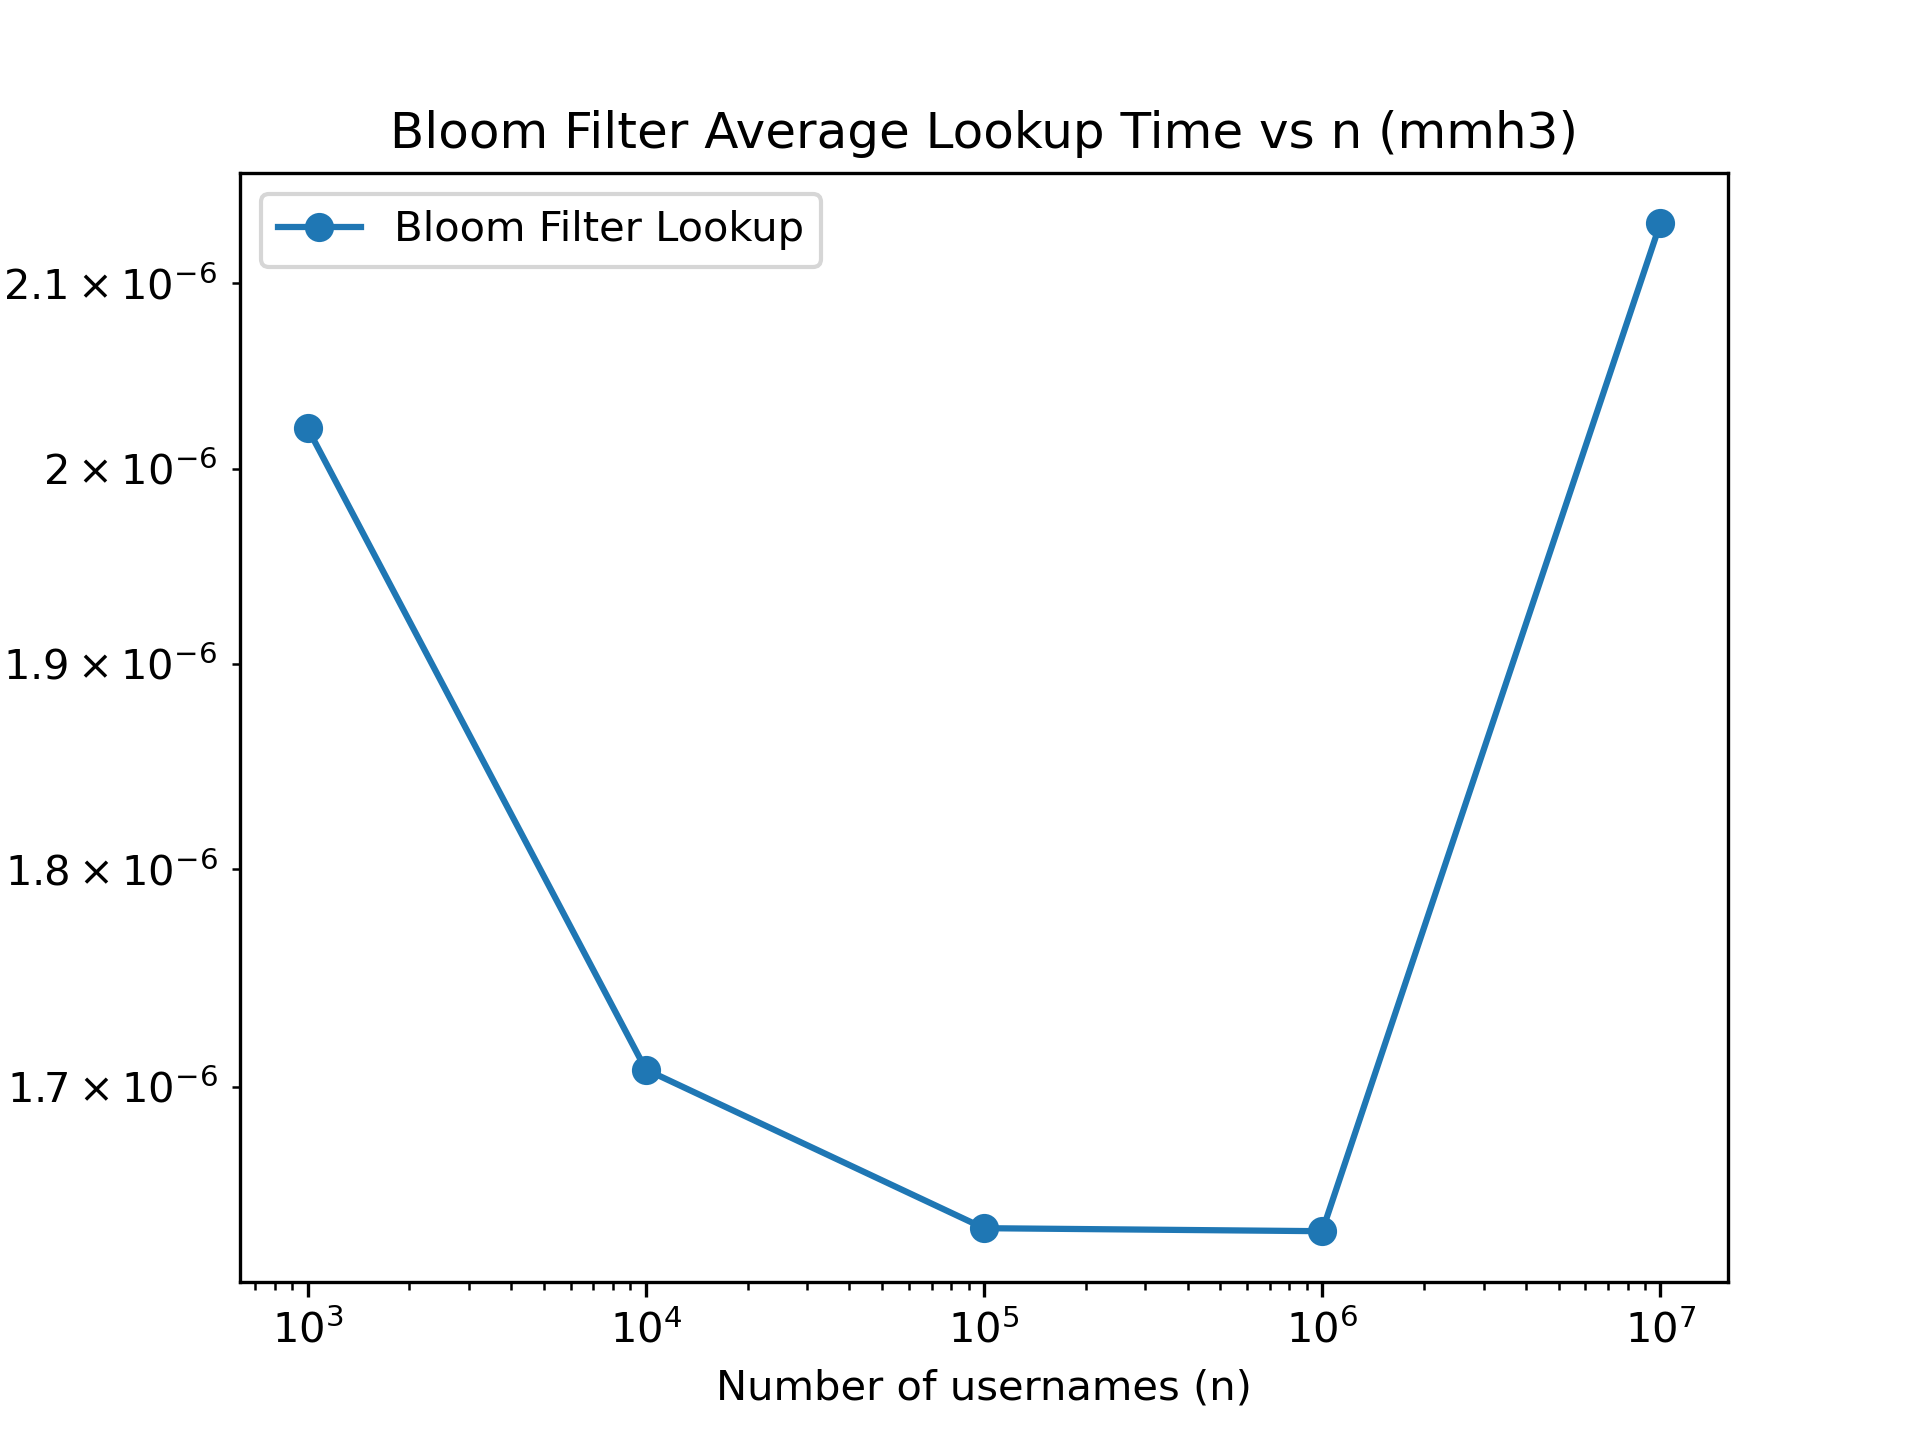 Bloom Filter Average Lookup Time vs n (mmh3)
Bloom Filter Lookup
2.1 × 10⁻⁶
2 × 10⁻⁶
1.9 × 10⁻⁶
1.8 × 10⁻⁶
1.7 × 10⁻⁶
10³ 10⁴ 10⁵ 10⁶ 10⁷
Number of usernames (n)